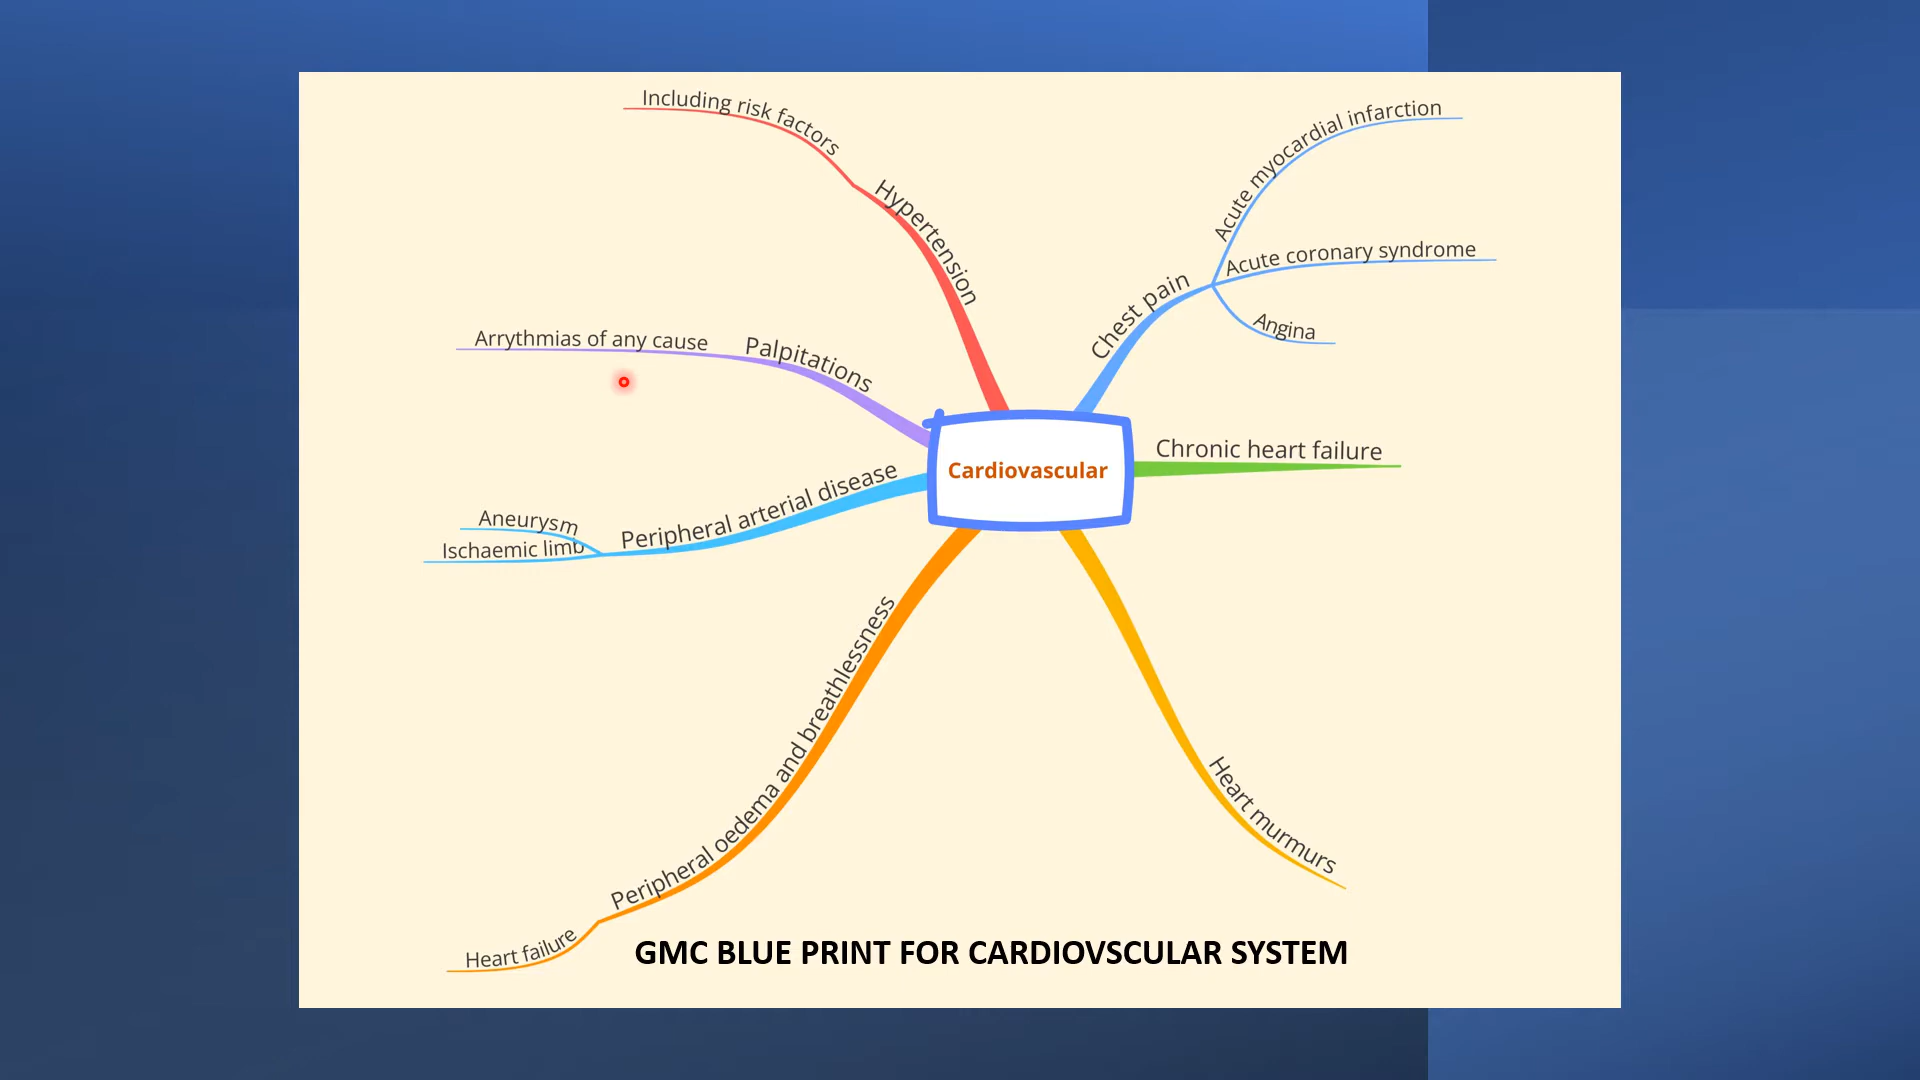 Including risk factors
Hypertension
Acute myocardial infarction
Acute coronary syndrome
Angina
Chest pain
Arrythmias of any cause
Palpitations
Cardiovascular
Chronic heart failure
Peripheral arterial disease
Aneurysm
Ischaemic limb
Peripheral oedema and breathlessness
Heart failure
Heart murmurs
GMC BLUE PRINT FOR CARDIOVSCULAR SYSTEM